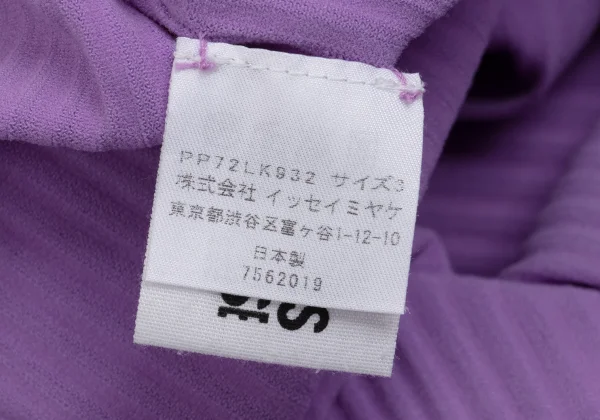 PP72LK932 サイズ3
株式会社 イッセイミヤケ
東京都渋谷区富ヶ谷1-12-10
日本製
7562019